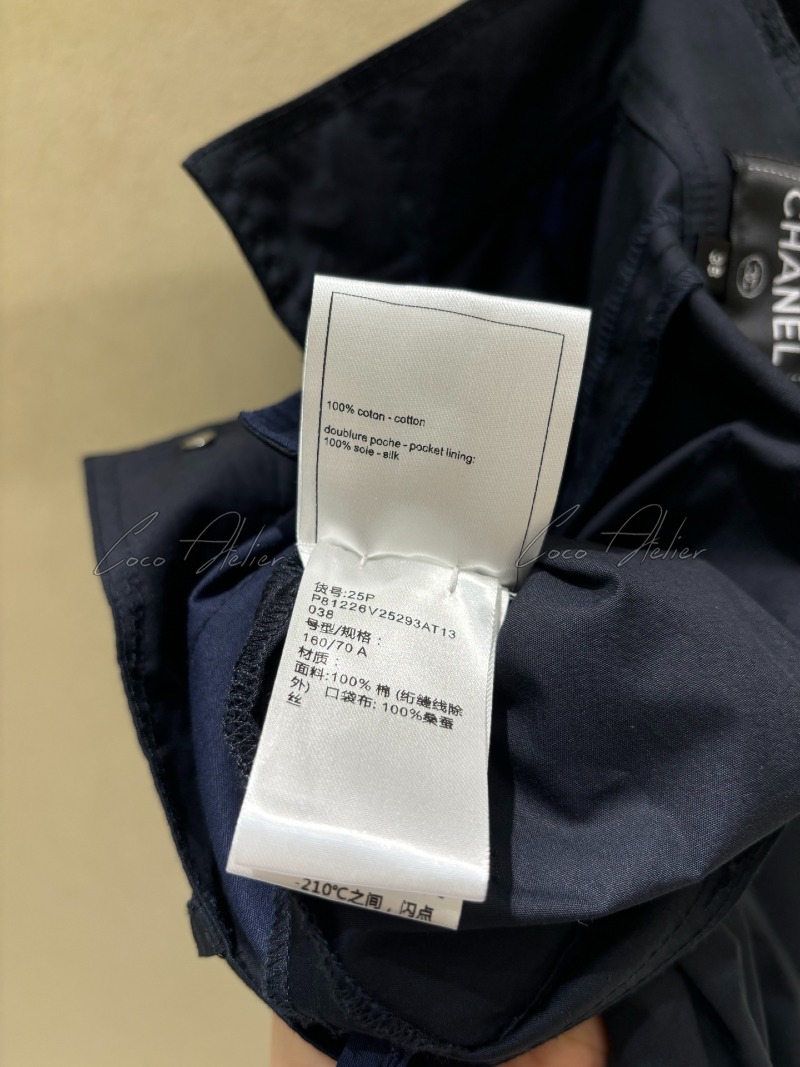 CHANEL
38
100% coton - cotton
doublure poche - pocket lining:
100% soie - silk
Coco Atelier
Coco Atelier
货号:25P
P81226V25293AT13
038
号型/规格:
160/70 A
材质:
面料:100% 棉 (绗缝线除
外) 口袋布: 100%桑蚕
丝
-210℃之间,闪点